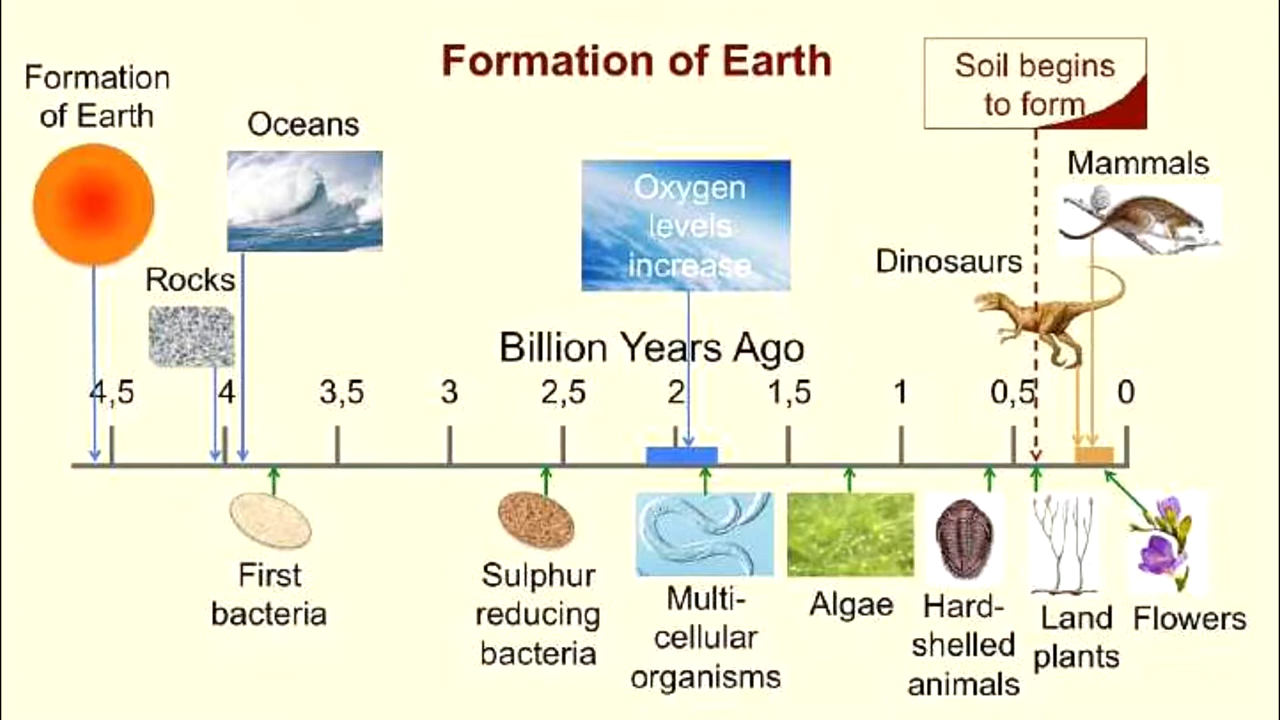 Formation of Earth
Formation
of Earth
Oceans
Rocks
Oxygen
levels
increase
Soil begins
to form
Mammals
Dinosaurs
Billion Years Ago
4,5 4 3,5 3 2,5 2 1,5 1 0,5 0
First
bacteria
Sulphur
reducing
bacteria
Multi-
cellular
organisms
Algae
Hard-
shelled
animals
Land
plants
Flowers